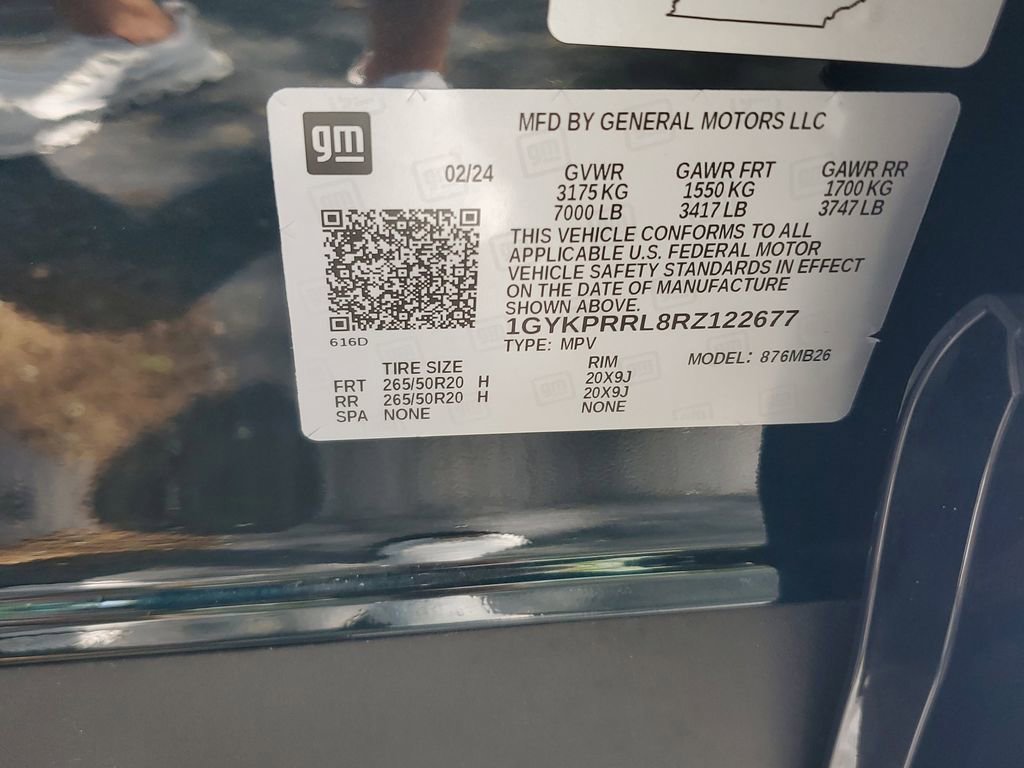 gm
MFD BY GENERAL MOTORS LLC
02/24
GVWR
3175 KG
7000 LB
GAWR FRT
1550 KG
3417 LB
GAWR RR
1700 KG
3747 LB
THIS VEHICLE CONFORMS TO ALL
APPLICABLE U.S. FEDERAL MOTOR
VEHICLE SAFETY STANDARDS IN EFFECT
ON THE DATE OF MANUFACTURE
SHOWN ABOVE.
1GYKPRRL8RZ122677
616D
TYPE: MPV
MODEL: 876MB26
TIRE SIZE RIM
FRT 265/50R20 H 20X9J
RR 265/50R20 H 20X9J
SPA NONE NONE